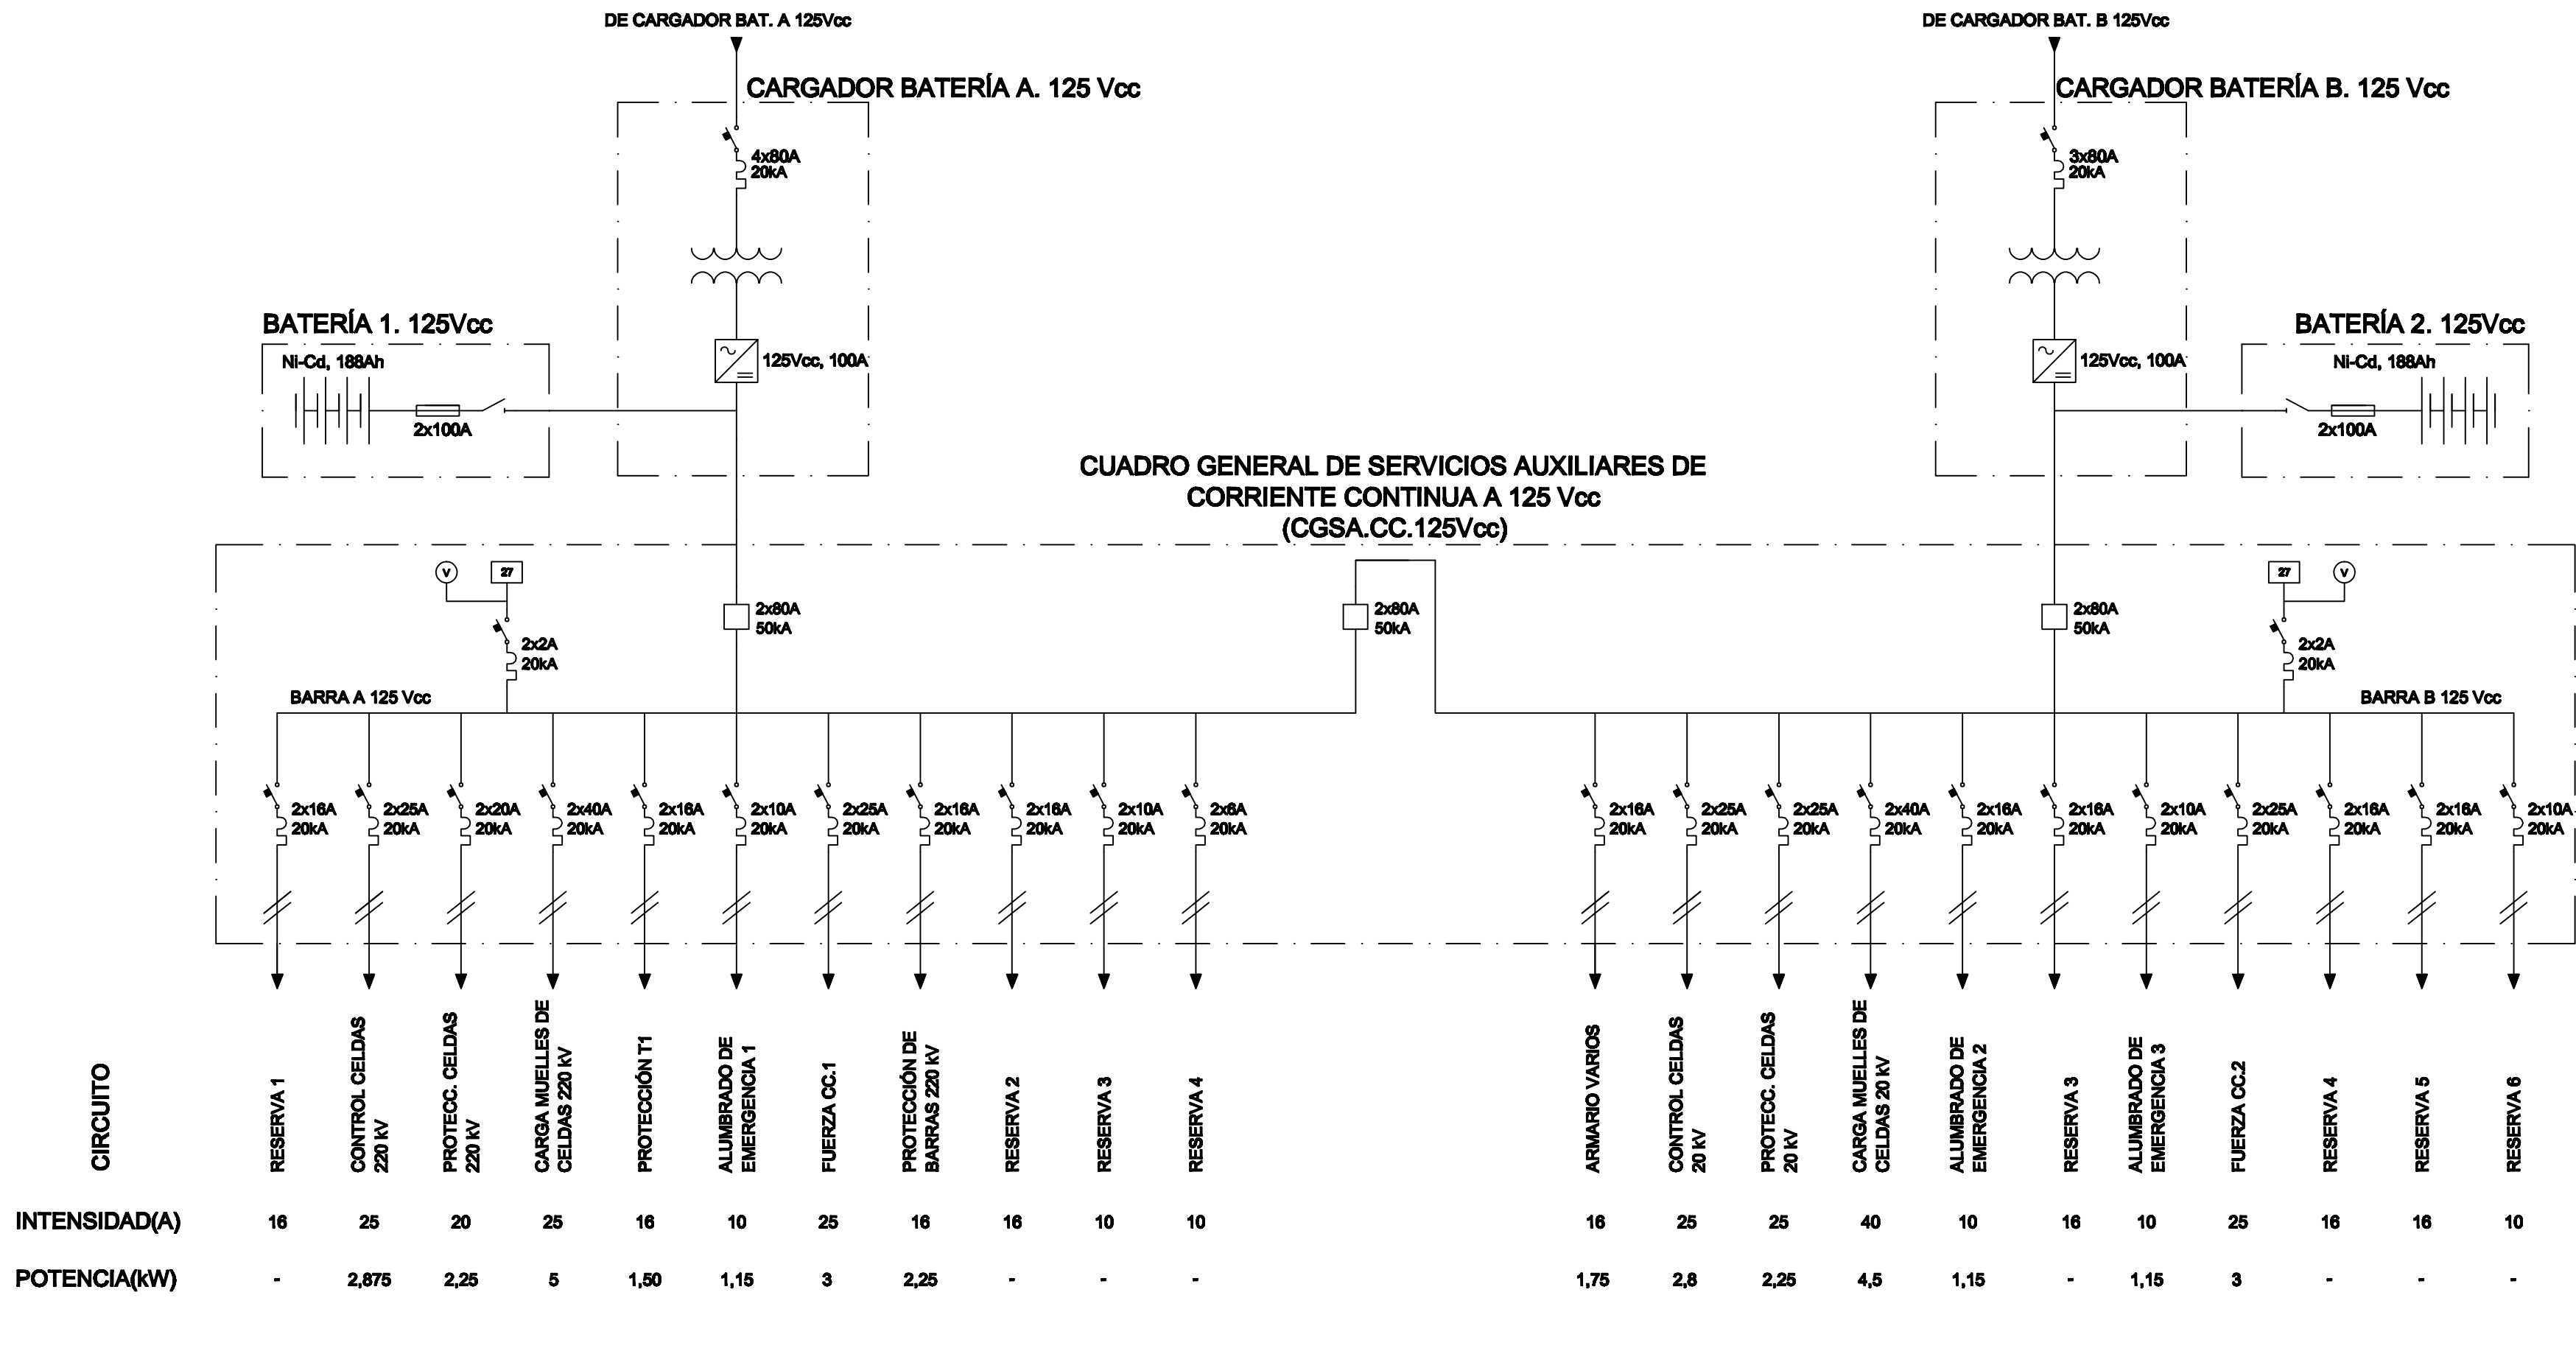 DE CARGADOR BAT. A 125Vcc
DE CARGADOR BAT. B 125Vcc
CARGADOR BATERÍA A. 125 Vcc
CARGADOR BATERÍA B. 125 Vcc
4x80A
20kA
3x80A
20kA
BATERÍA 1. 125Vcc
BATERÍA 2. 125Vcc
Ni-Cd, 188Ah
125Vcc, 100A
125Vcc, 100A
Ni-Cd, 188Ah
2x100A
2x100A
CUADRO GENERAL DE SERVICIOS AUXILIARES DE
CORRIENTE CONTINUA A 125 Vcc
(CGSA.CC.125Vcc)
V
27
27
V
2x80A
50kA
2x80A
50kA
2x80A
50kA
2x2A
20kA
2x2A
20kA
BARRA A 125 Vcc
BARRA B 125 Vcc
2x16A
20kA
2x25A
20kA
2x20A
20kA
2x40A
20kA
2x16A
20kA
2x10A
20kA
2x25A
20kA
2x16A
20kA
2x16A
20kA
2x10A
20kA
2x6A
20kA
2x16A
20kA
2x25A
20kA
2x25A
20kA
2x40A
20kA
2x16A
20kA
2x16A
20kA
2x10A
20kA
2x25A
20kA
2x16A
20kA
2x16A
20kA
2x10A
20kA
CIRCUITO
RESERVA 1
CONTROL CELDAS
220 kV
PROTECC. CELDAS
220 kV
CARGA MUELLES DE
CELDAS 220 kV
PROTECCIÓN T1
ALUMBRADO DE
EMERGENCIA 1
FUERZA CC.1
PROTECCIÓN DE
BARRAS 220 kV
RESERVA 2
RESERVA 3
RESERVA 4
ARMARIO VARIOS
CONTROL CELDAS
20 kV
PROTECC. CELDAS
20 kV
CARGA MUELLES DE
CELDAS 20 kV
ALUMBRADO DE
EMERGENCIA 2
RESERVA 3
ALUMBRADO DE
EMERGENCIA 3
FUERZA CC.2
RESERVA 4
RESERVA 5
RESERVA 6
INTENSIDAD(A) 16 25 20 25 16 10 25 16 16 10 10 16 25 25 40 10 16 10 25 16 16 10
POTENCIA(kW) - 2,875 2,25 5 1,50 1,15 3 2,25 - - - 1,75 2,8 2,25 4,5 1,15 - 1,15 3 - - -